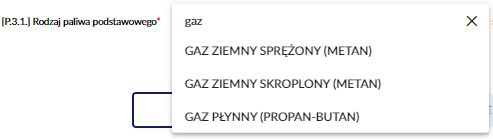 [P.3.1.] Rodzaj paliwa podstawowego* gaz
GAZ ZIEMNY SPRĘŻONY (METAN)
GAZ ZIEMNY SKROPLONY (METAN)
GAZ PŁYNNY (PROPAN-BUTAN)